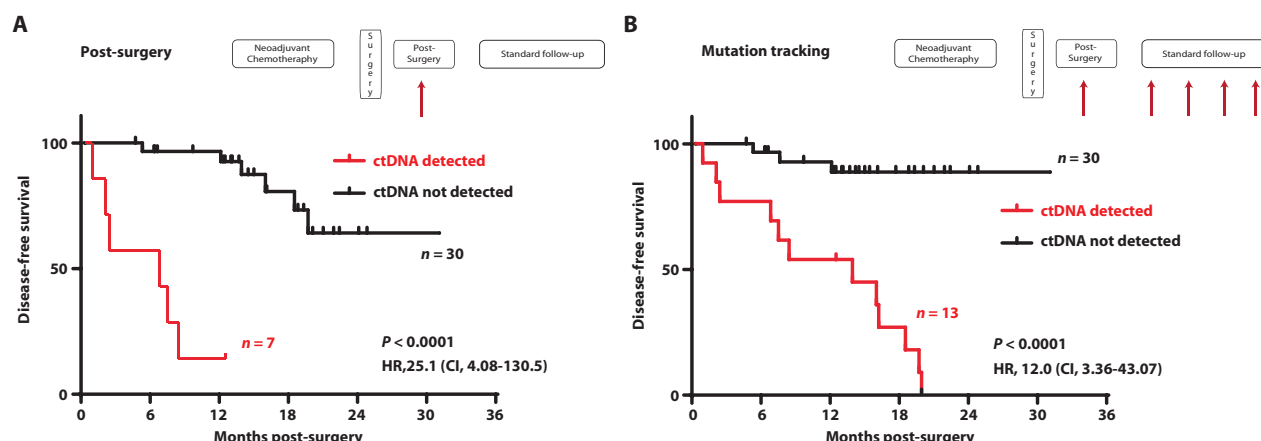 A
Post-surgery
Neoadjuvant
Chemotheraphy
Surgery
Post-
Surgery
Standard follow-up
100
50
0
Disease-free survival
ctDNA detected
ctDNA not detected
n = 30
n = 7
P < 0.0001
HR,25.1 (CI, 4.08-130.5)
0 6 12 18 24 30 36
Months post-surgery
B
Mutation tracking
Neoadjuvant
Chemotheraphy
Surgery
Post-
Surgery
Standard follow-up
100
50
0
Disease-free survival
n = 30
ctDNA detected
ctDNA not detected
n = 13
P < 0.0001
HR, 12.0 (CI, 3.36-43.07)
0 6 12 18 24 30 36
Months post-surgery